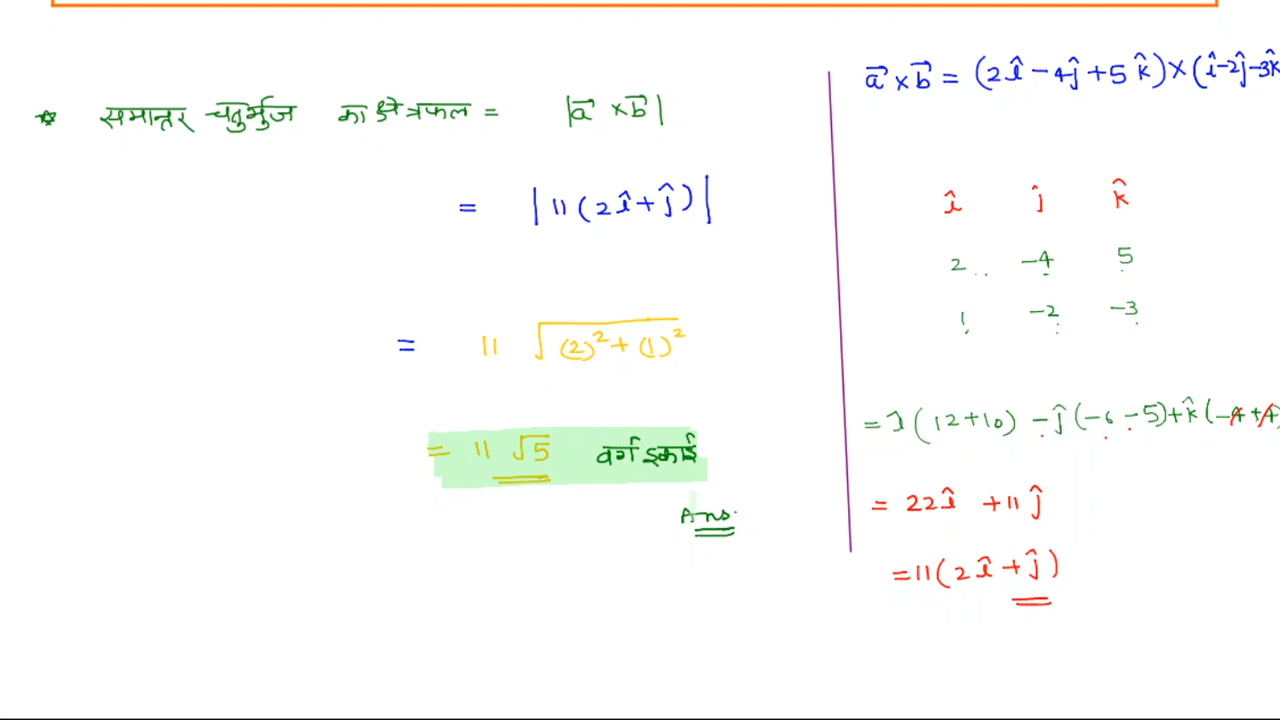 ☆ समान्तर चतुर्भुज का क्षेत्रफल = |a⃗ × b⃗|
= |11(2î+ĵ)|
= 11 √(2)²+(1)²
= 11 √5 वर्ग इकाई
Ans.
a⃗ × b⃗ = (2î-4ĵ+5k̂)×(î-2ĵ-3k̂
î ĵ k̂
2 -4 5
1 -2 -3
= î(12+10) -ĵ(-6-5)+k̂(-4+4)
= 22î +11ĵ
=11(2î+ĵ)